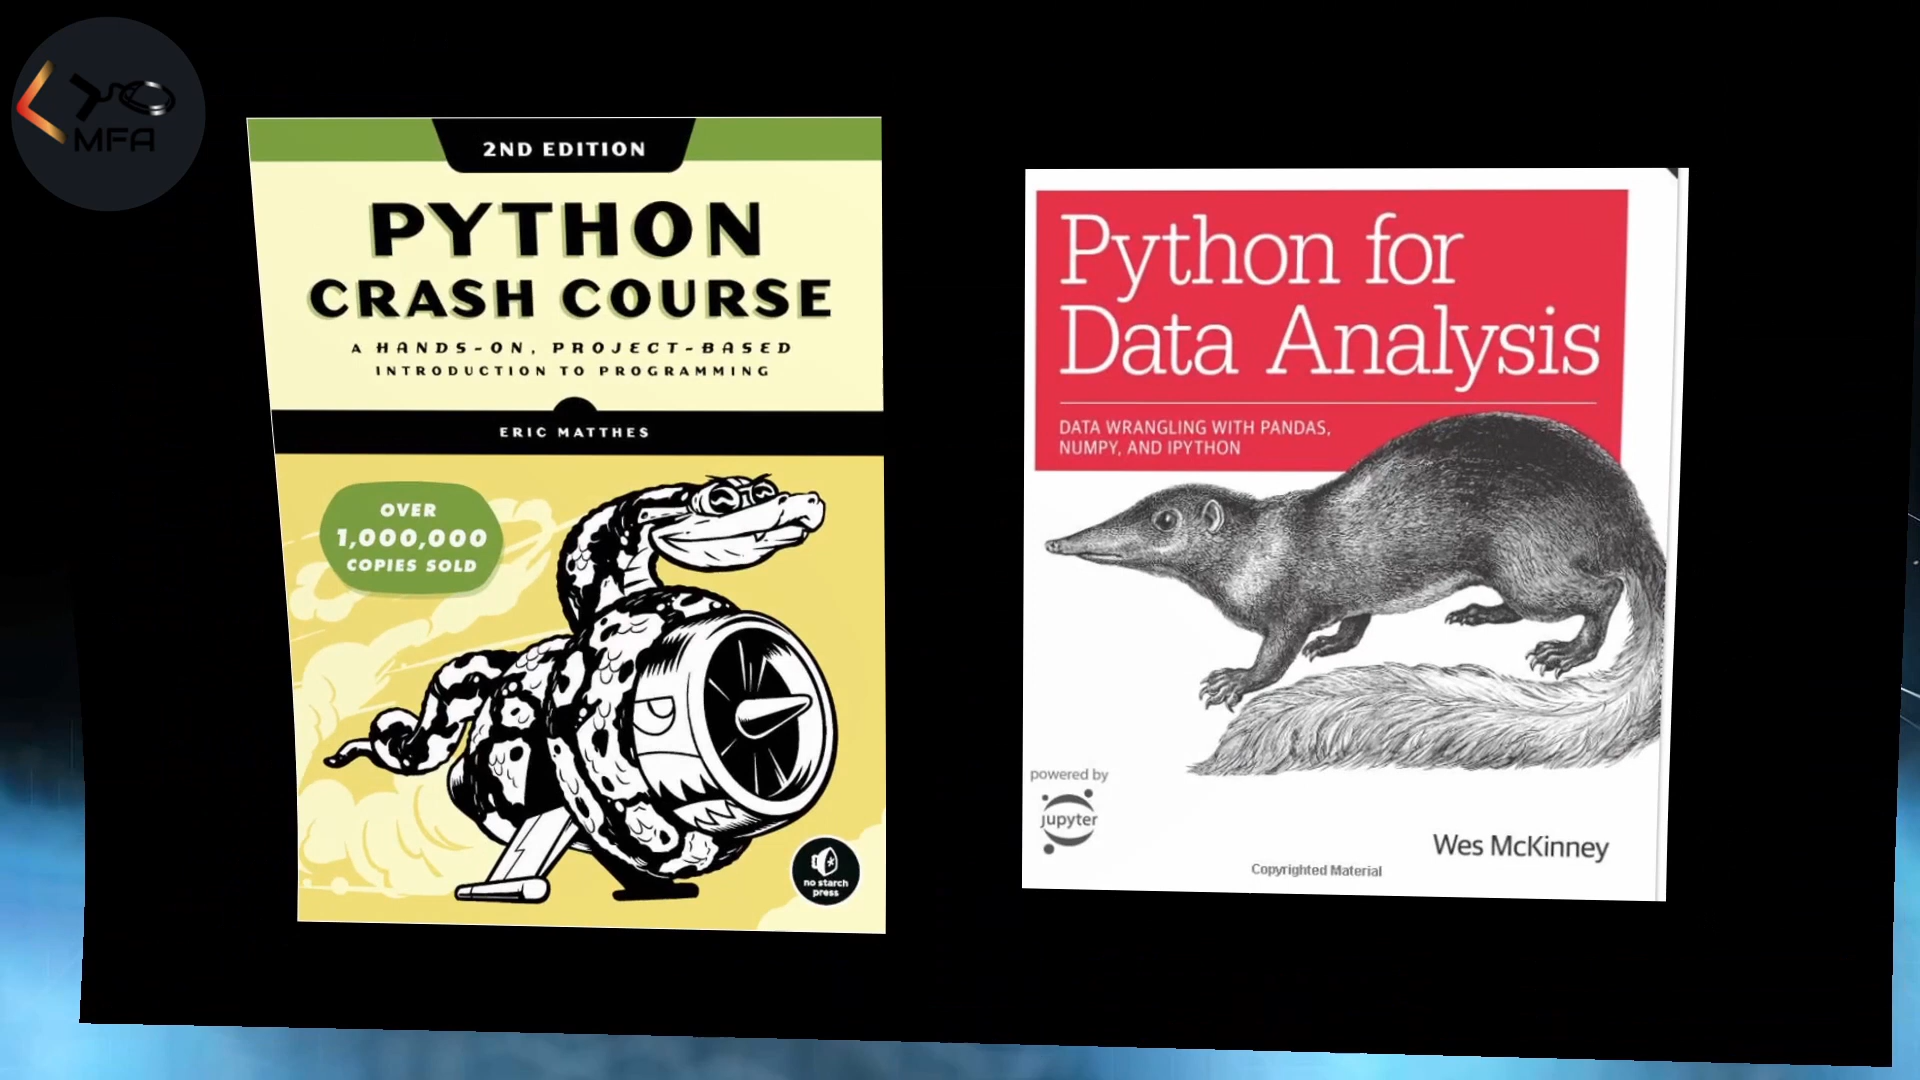 MFA
2ND EDITION
PYTHON
CRASH COURSE
A HANDS-ON, PROJECT-BASED
INTRODUCTION TO PROGRAMMING
ERIC MATTHES
OVER
1,000,000
COPIES SOLD
no starch
press
Python for
Data Analysis
DATA WRANGLING WITH PANDAS,
NUMPY, AND IPYTHON
powered by
jupyter
Wes McKinney
Copyrighted Material